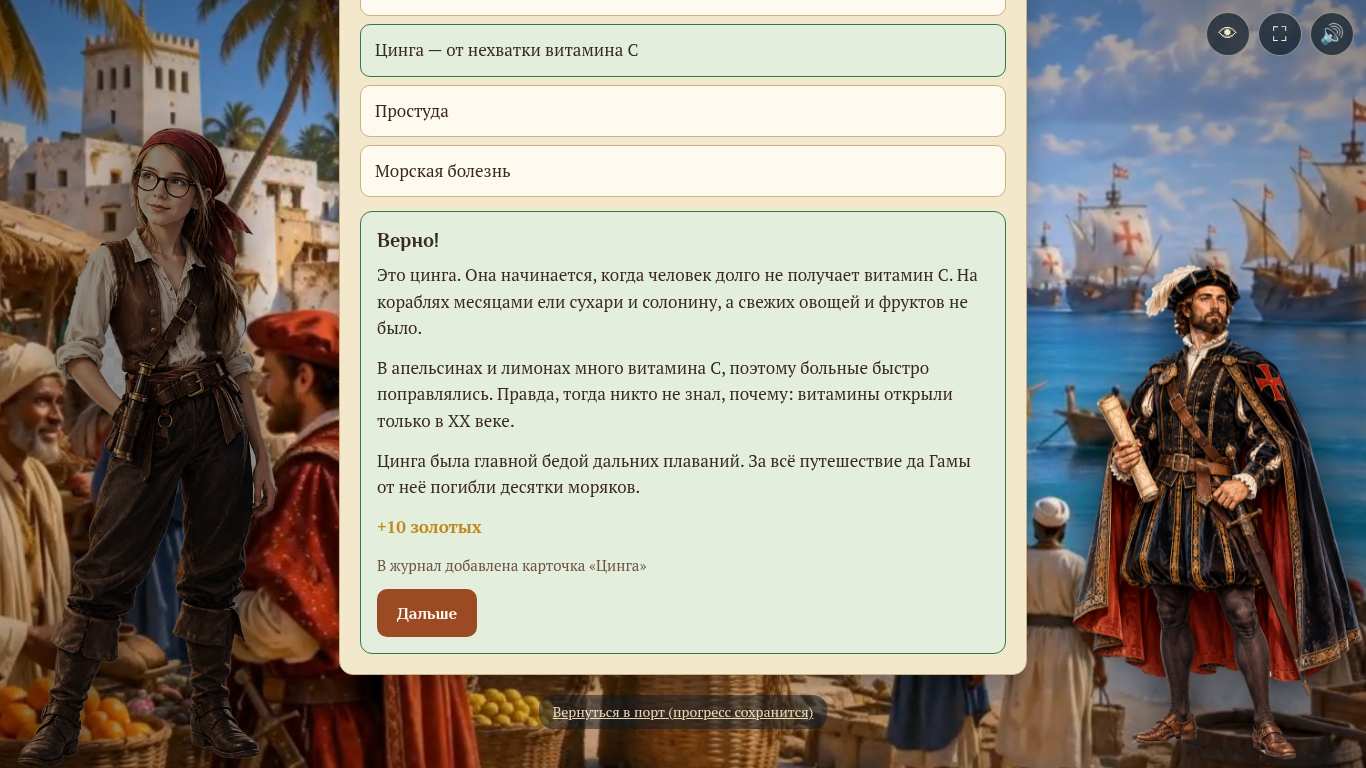 Цинга — от нехватки витамина C
Простуда
Морская болезнь
Верно!
Это цинга. Она начинается, когда человек долго не получает витамин C. На
кораблях месяцами ели сухари и солонину, а свежих овощей и фруктов не
было.
В апельсинах и лимонах много витамина C, поэтому больные быстро
поправлялись. Правда, тогда никто не знал, почему: витамины открыли
только в XX веке.
Цинга была главной бедой дальних плаваний. За всё путешествие да Гамы
от неё погибли десятки моряков.
+10 золотых
В журнал добавлена карточка «Цинга»
Дальше
Вернуться в порт (прогресс сохранится)